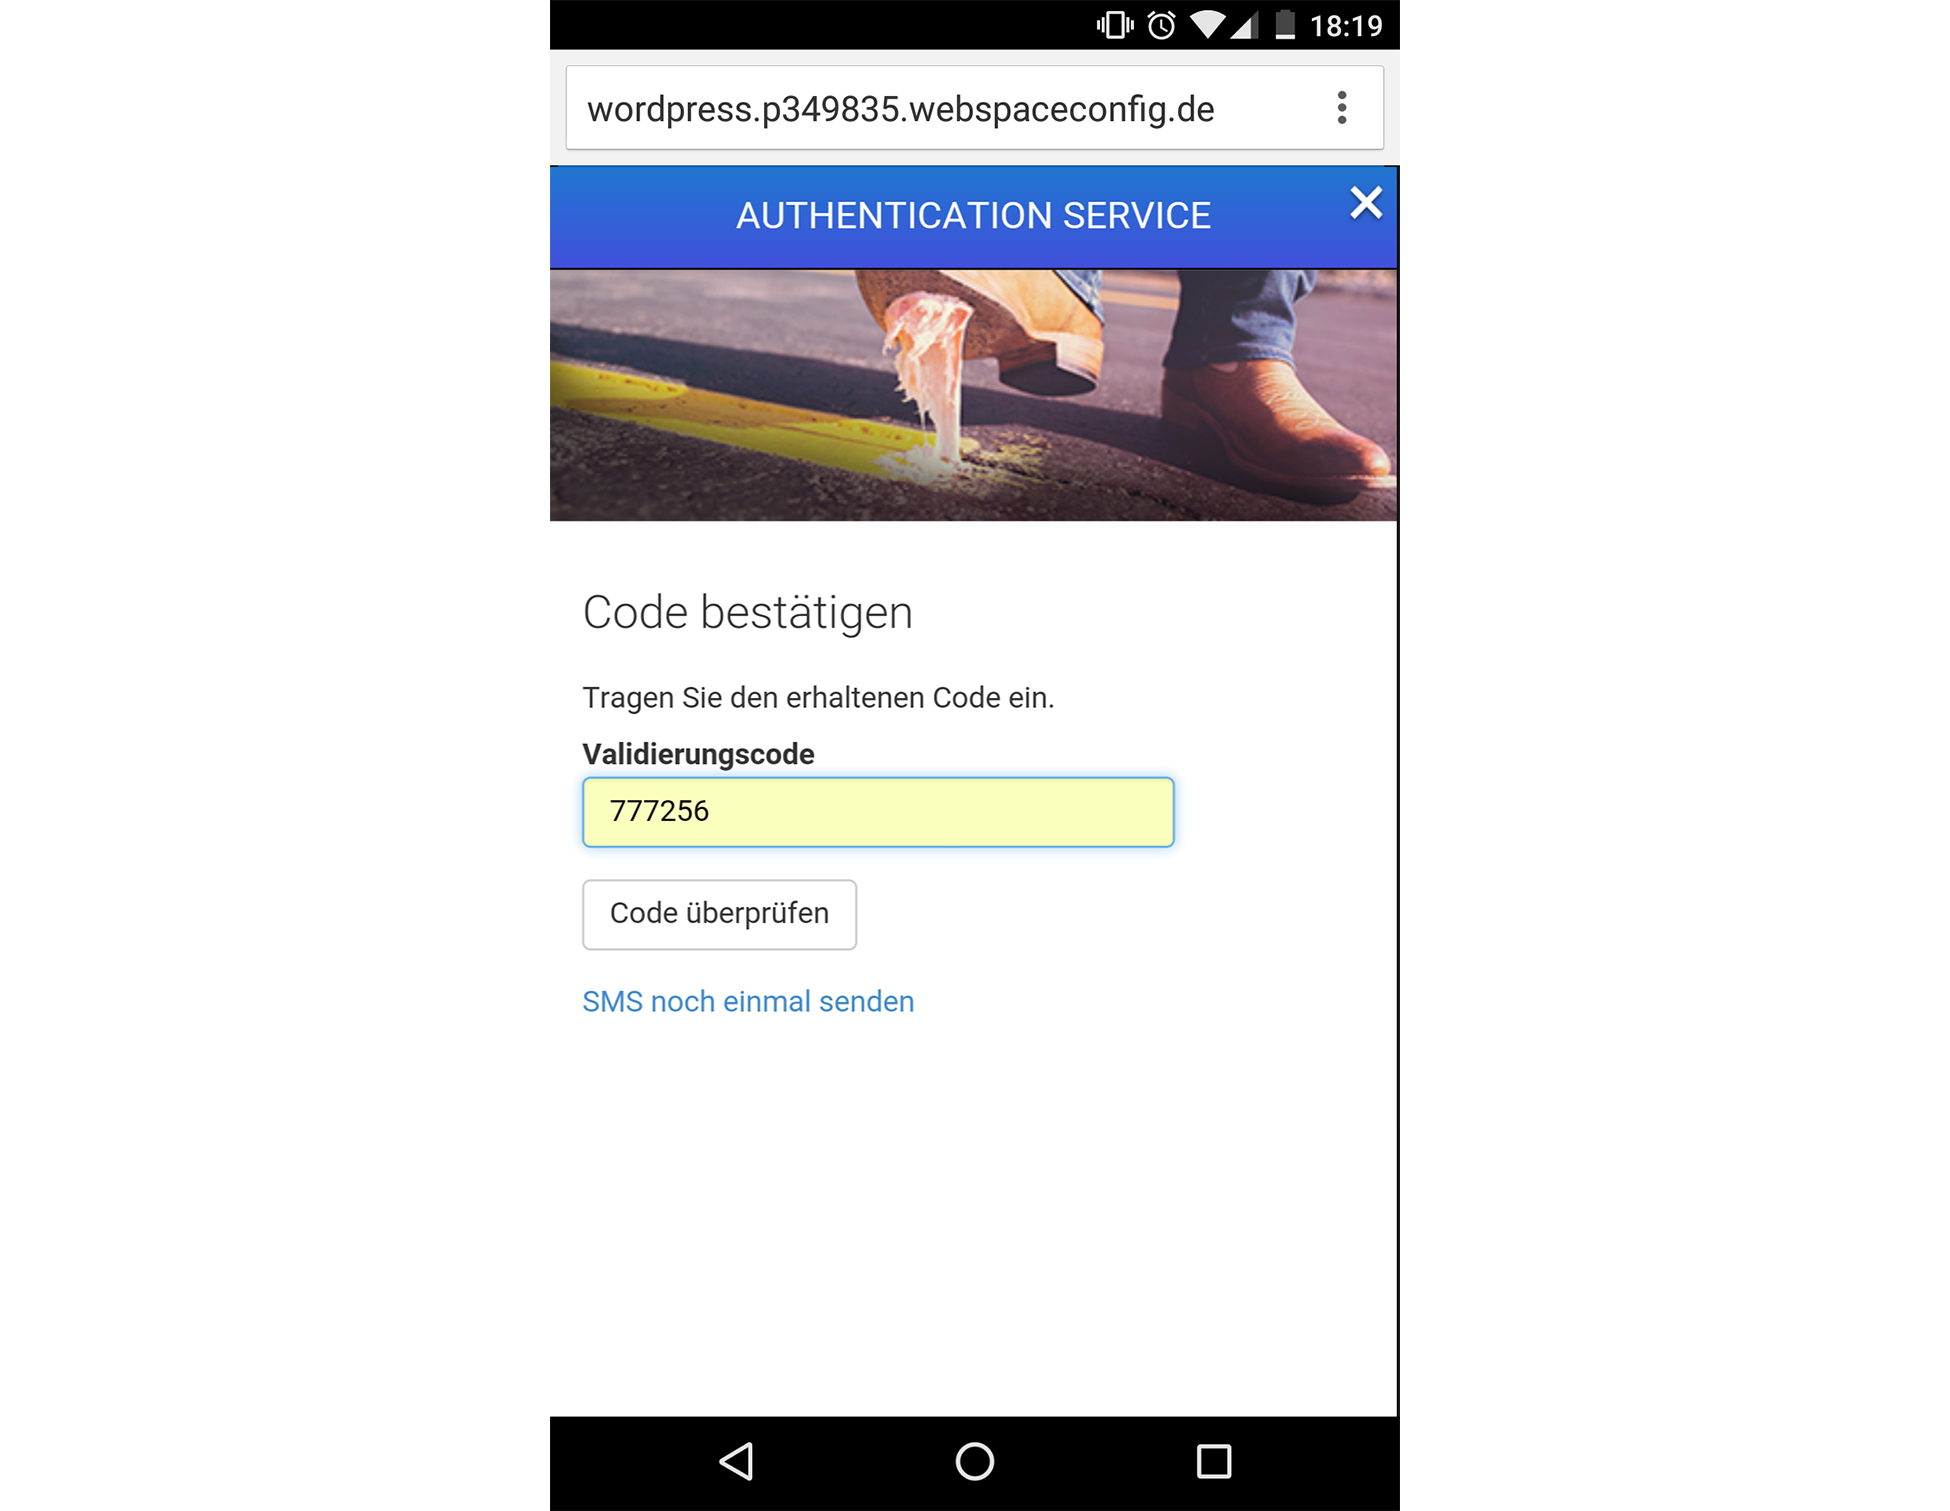 18:19
wordpress.p349835.webspaceconfig.de
AUTHENTICATION SERVICE
Code bestätigen
Tragen Sie den erhaltenen Code ein.
Validierungscode
777256
Code überprüfen
SMS noch einmal senden